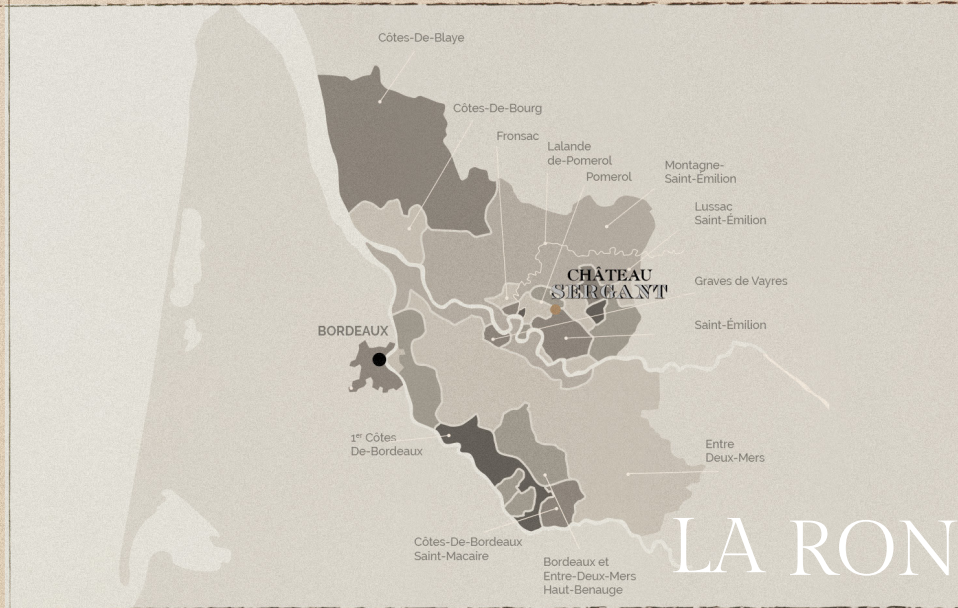 Côtes-De-Blaye
Côtes-De-Bourg
Fronsac
Lalande
de-Pomerol
Pomerol
Montagne-
Saint-Émilion
Lussac
Saint-Émilion
CHÂTEAU
SERGANT
Graves de Vayres
Saint-Émilion
BORDEAUX
1er Côtes
De-Bordeaux
Entre
Deux-Mers
Côtes-De-Bordeaux
Saint-Macaire
Bordeaux et
Entre-Deux-Mers
Haut-Benauge
LA RON